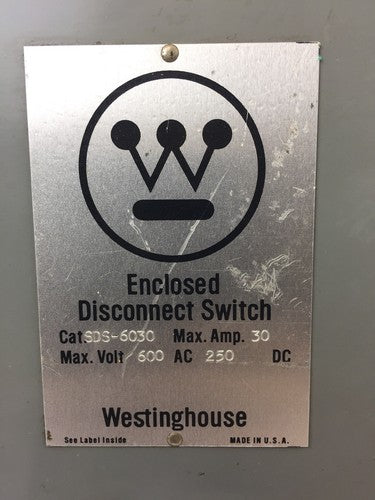 Enclosed
Disconnect Switch
Cat SDS-6030 Max. Amp. 30
Max. Volt 600 AC 250 DC
Westinghouse
See Label Inside MADE IN U.S.A.